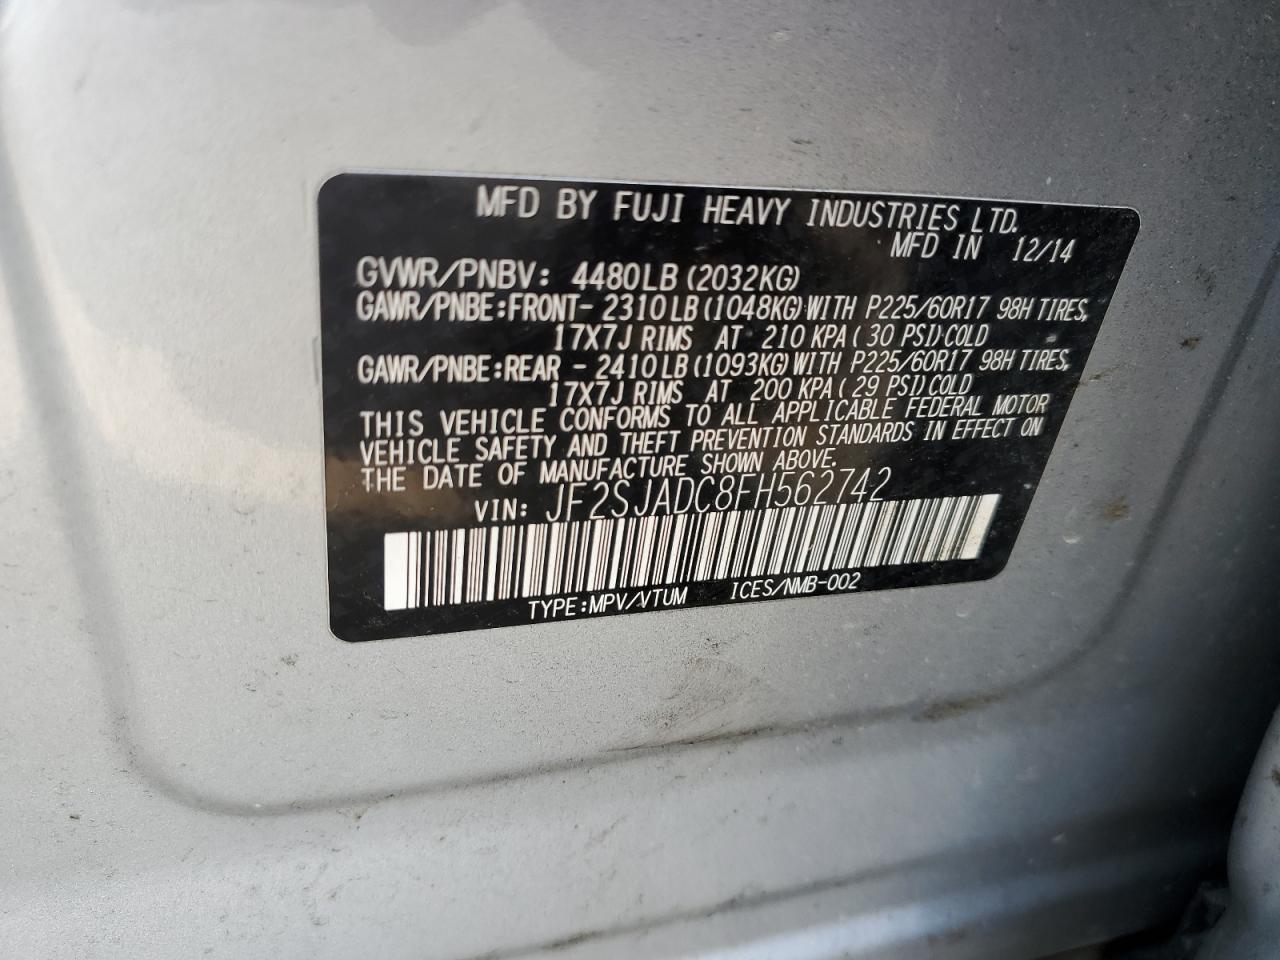 MFD BY FUJI HEAVY INDUSTRIES LTD.
MFD IN 12/14
GVWR/PNBV: 4480LB (2032KG)
GAWR/PNBE:FRONT- 2310LB (1048KG) WITH P225/60R17 98H TIRES,
17X7J RIMS AT 210 KPA (30 PSI) COLD
GAWR/PNBE:REAR - 2410LB (1093KG) WITH P225/60R17 98H TIRES,
17X7J RIMS AT 200 KPA (29 PSI) COLD
THIS VEHICLE CONFORMS TO ALL APPLICABLE FEDERAL MOTOR
VEHICLE SAFETY AND THEFT PREVENTION STANDARDS IN EFFECT ON
THE DATE OF MANUFACTURE SHOWN ABOVE.
VIN: JF2SJADC8FH562742
TYPE:MPV/VTUM ICES/NMB-002